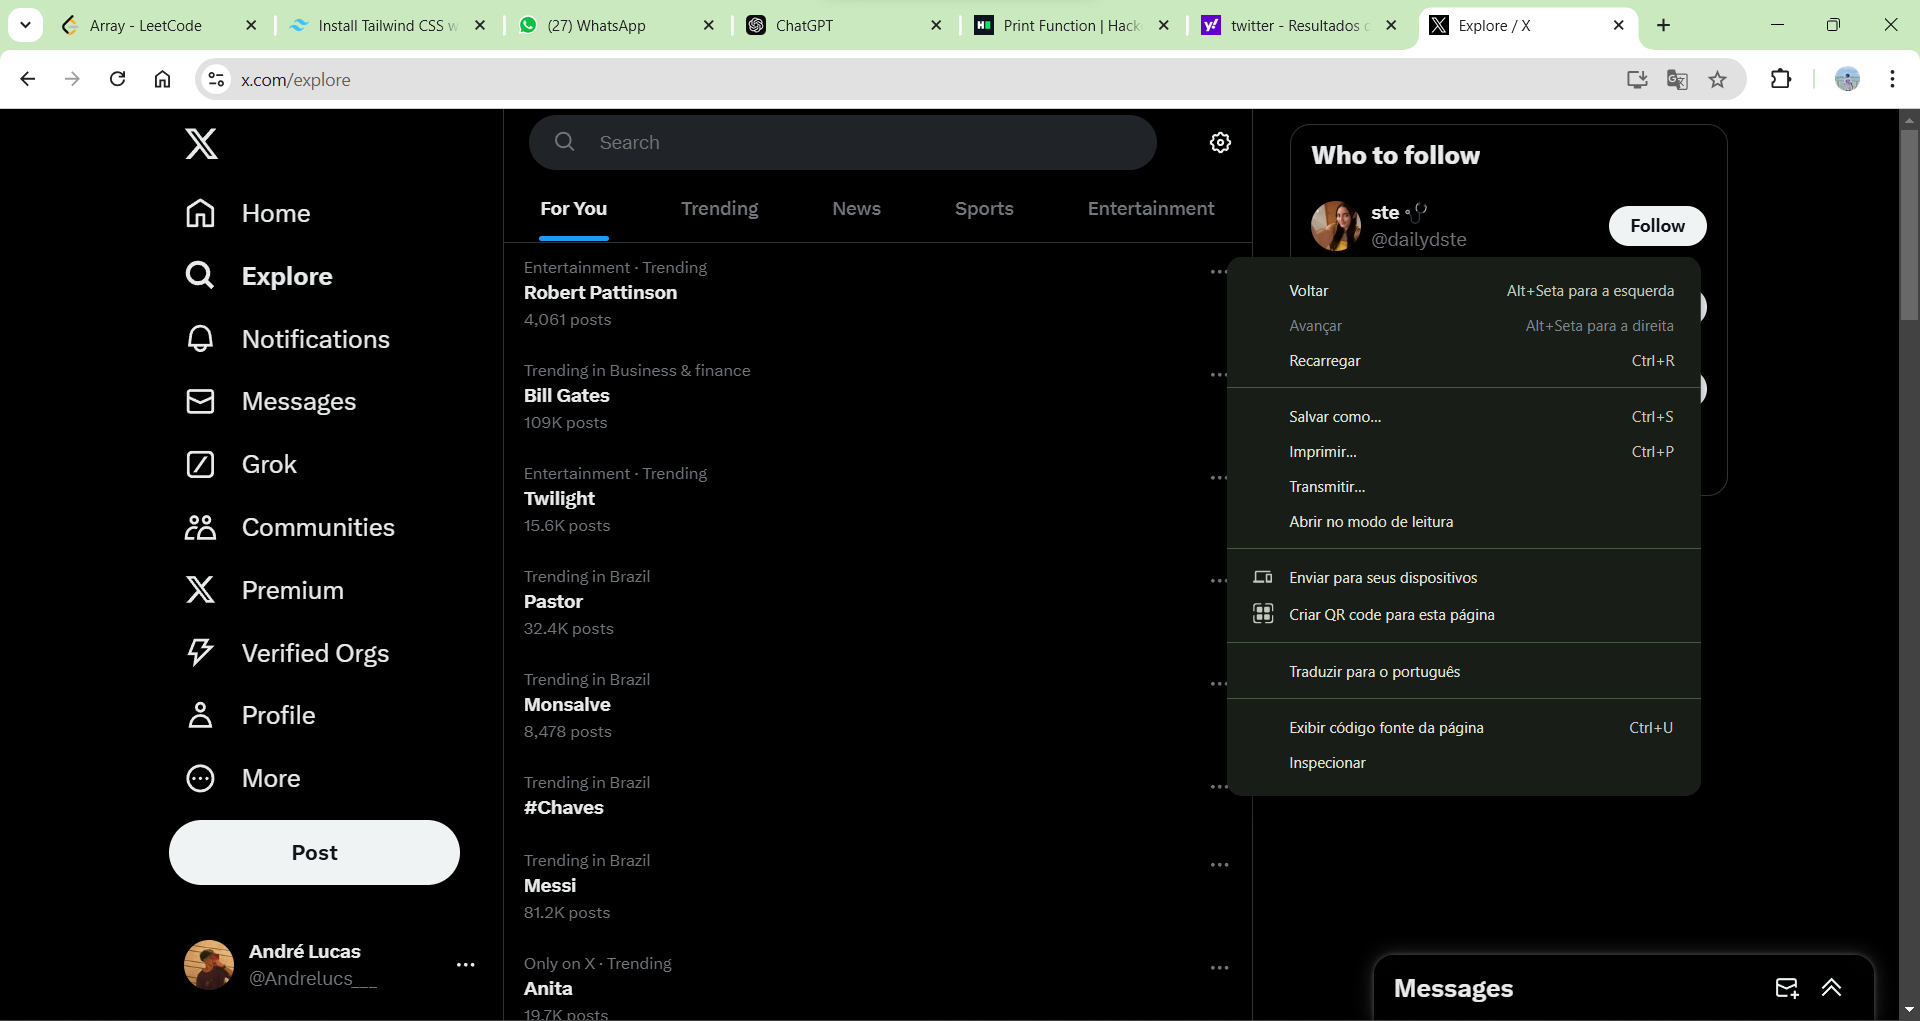 Array - LeetCode
Install Tailwind CSS w
(27) WhatsApp
ChatGPT
Print Function | Hack
twitter - Resultados d
Explore / X
x.com/explore
Home
Explore
Notifications
Messages
Grok
Communities
Premium
Verified Orgs
Profile
More
Post
André Lucas
@Andrelucs___
Search
For You
Trending
News
Sports
Entertainment
Entertainment · Trending
Robert Pattinson
4,061 posts
Trending in Business & finance
Bill Gates
109K posts
Entertainment · Trending
Twilight
15.6K posts
Trending in Brazil
Pastor
32.4K posts
Trending in Brazil
Monsalve
8,478 posts
Trending in Brazil
#Chaves
Trending in Brazil
Messi
81.2K posts
Only on X · Trending
Anita
19.7K posts
Who to follow
ste
@dailydste
Follow
Voltar Alt+Seta para a esquerda
Avançar Alt+Seta para a direita
Recarregar Ctrl+R
Salvar como... Ctrl+S
Imprimir... Ctrl+P
Transmitir...
Abrir no modo de leitura
Enviar para seus dispositivos
Criar QR code para esta página
Traduzir para o português
Exibir código fonte da página Ctrl+U
Inspecionar
Messages